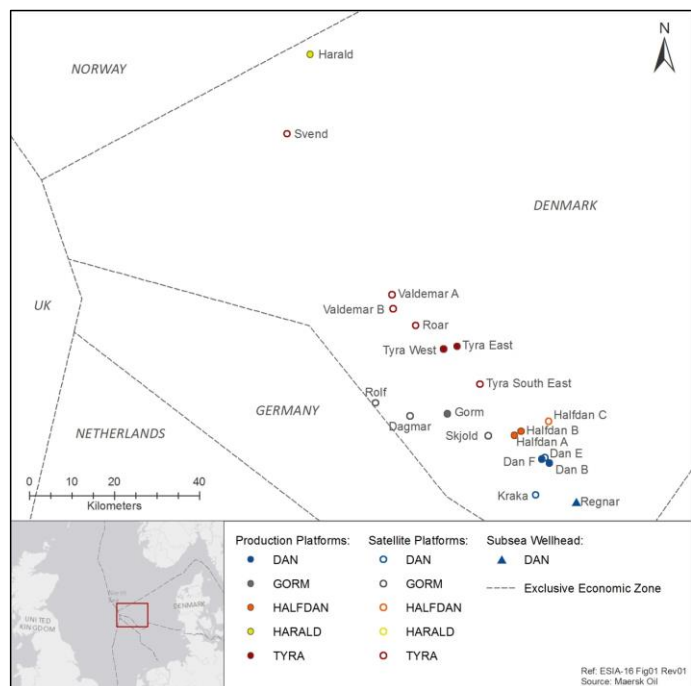 N
NORWAY
Harald
Svend
DENMARK
Valdemar A
Valdemar B
UK
Roar
Tyra East
Tyra West
Tyra South East
Rolf
GERMANY
Gorm
Dagmar
Halfdan C
NETHERLANDS
Halfdan B
Skjold
Halfdan A
Dan E
Dan F
Dan B
0 10 20 40
Kilometers
Kraka
Regnar
North
Sea
DENMARK
UNITED
KINGDOM
Production Platforms:
DAN
GORM
HALFDAN
HARALD
TYRA
Satellite Platforms:
DAN
GORM
HALFDAN
HARALD
TYRA
Subsea Wellhead:
DAN
Exclusive Economic Zone
Ref: ESIA-16 Fig01 Rev01
Source: Maersk Oil